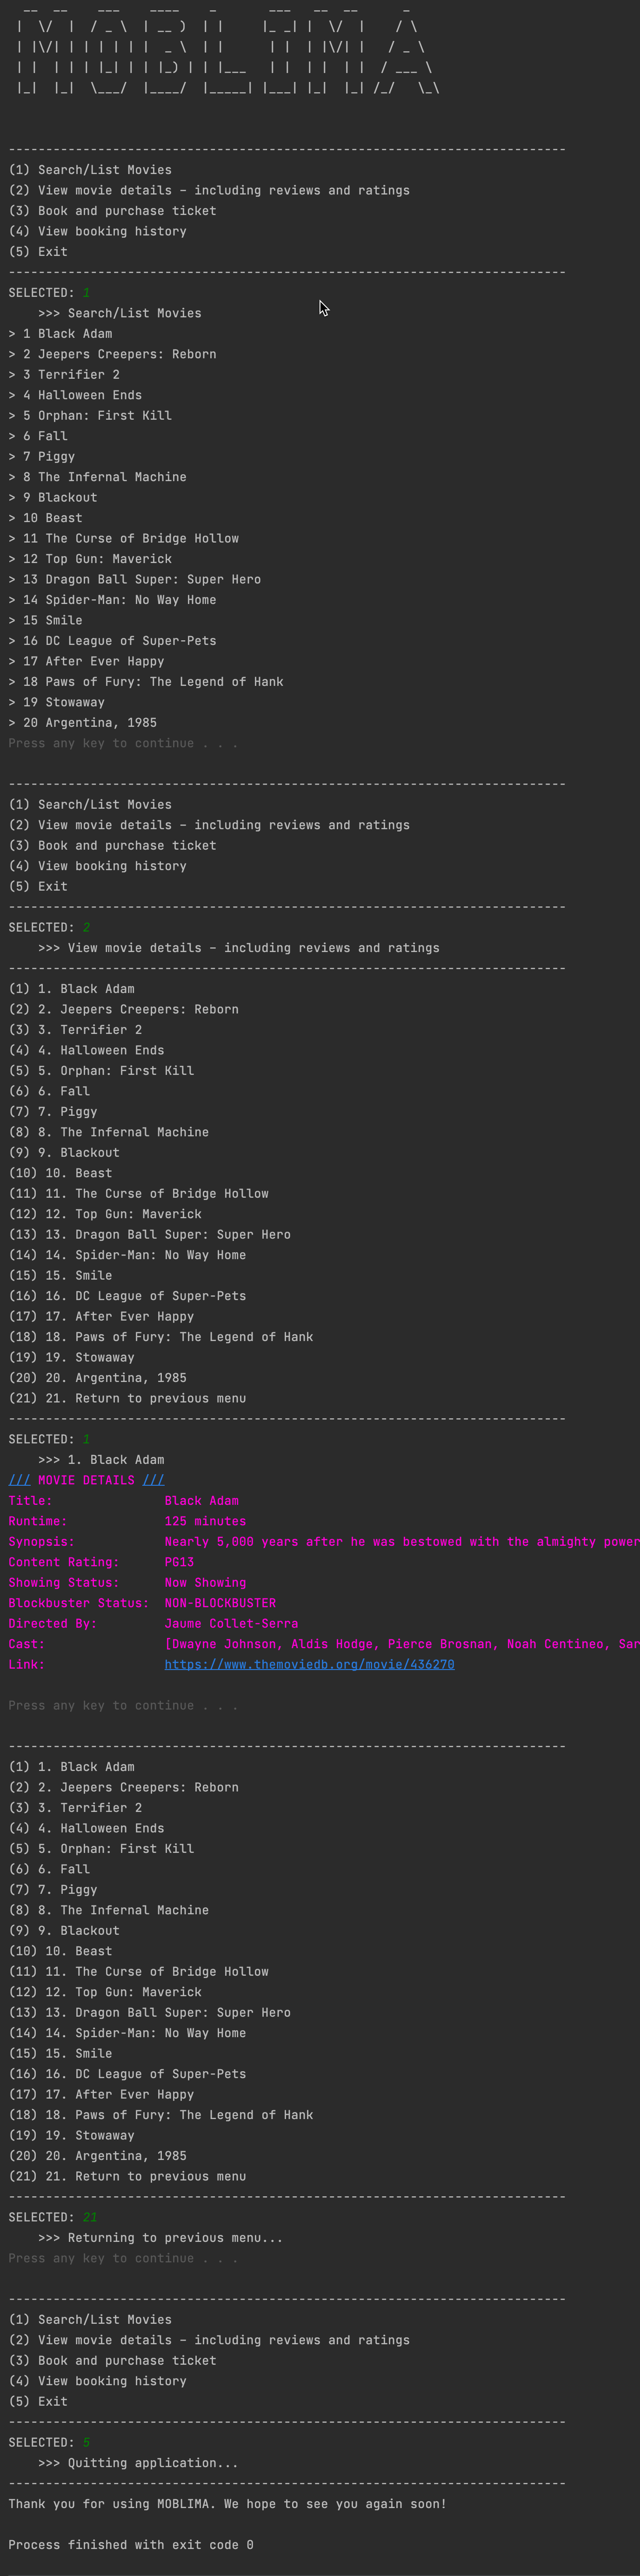 __  __    ___    ____    _       ___   __  __      _
 |  \/  |  / _ \  | __ )  | |     |_ _| |  \/  |    / \
 | |\/| | | | | | |  _ \  | |      | |  | |\/| |   / _ \
 | |  | | | |_| | | |_) | | |___   | |  | |  | |  / ___ \
 |_|  |_|  \___/  |____/  |_____| |___| |_|  |_| /_/   \_\
---------------------------------------------------------------------------
(1) Search/List Movies
(2) View movie details – including reviews and ratings
(3) Book and purchase ticket
(4) View booking history
(5) Exit
---------------------------------------------------------------------------
SELECTED: 1
    >>> Search/List Movies
> 1 Black Adam
> 2 Jeepers Creepers: Reborn
> 3 Terrifier 2
> 4 Halloween Ends
> 5 Orphan: First Kill
> 6 Fall
> 7 Piggy
> 8 The Infernal Machine
> 9 Blackout
> 10 Beast
> 11 The Curse of Bridge Hollow
> 12 Top Gun: Maverick
> 13 Dragon Ball Super: Super Hero
> 14 Spider-Man: No Way Home
> 15 Smile
> 16 DC League of Super-Pets
> 17 After Ever Happy
> 18 Paws of Fury: The Legend of Hank
> 19 Stowaway
> 20 Argentina, 1985
Press any key to continue . . .
---------------------------------------------------------------------------
(1) Search/List Movies
(2) View movie details – including reviews and ratings
(3) Book and purchase ticket
(4) View booking history
(5) Exit
---------------------------------------------------------------------------
SELECTED: 2
    >>> View movie details – including reviews and ratings
---------------------------------------------------------------------------
(1) 1. Black Adam
(2) 2. Jeepers Creepers: Reborn
(3) 3. Terrifier 2
(4) 4. Halloween Ends
(5) 5. Orphan: First Kill
(6) 6. Fall
(7) 7. Piggy
(8) 8. The Infernal Machine
(9) 9. Blackout
(10) 10. Beast
(11) 11. The Curse of Bridge Hollow
(12) 12. Top Gun: Maverick
(13) 13. Dragon Ball Super: Super Hero
(14) 14. Spider-Man: No Way Home
(15) 15. Smile
(16) 16. DC League of Super-Pets
(17) 17. After Ever Happy
(18) 18. Paws of Fury: The Legend of Hank
(19) 19. Stowaway
(20) 20. Argentina, 1985
(21) 21. Return to previous menu
---------------------------------------------------------------------------
SELECTED: 1
    >>> 1. Black Adam
/// MOVIE DETAILS ///
Title:               Black Adam
Runtime:             125 minutes
Synopsis:            Nearly 5,000 years after he was bestowed with the almighty power
Content Rating:      PG13
Showing Status:      Now Showing
Blockbuster Status:  NON-BLOCKBUSTER
Directed By:         Jaume Collet-Serra
Cast:                [Dwayne Johnson, Aldis Hodge, Pierce Brosnan, Noah Centineo, Sar
Link:                https://www.themoviedb.org/movie/436270
Press any key to continue . . .
---------------------------------------------------------------------------
(1) 1. Black Adam
(2) 2. Jeepers Creepers: Reborn
(3) 3. Terrifier 2
(4) 4. Halloween Ends
(5) 5. Orphan: First Kill
(6) 6. Fall
(7) 7. Piggy
(8) 8. The Infernal Machine
(9) 9. Blackout
(10) 10. Beast
(11) 11. The Curse of Bridge Hollow
(12) 12. Top Gun: Maverick
(13) 13. Dragon Ball Super: Super Hero
(14) 14. Spider-Man: No Way Home
(15) 15. Smile
(16) 16. DC League of Super-Pets
(17) 17. After Ever Happy
(18) 18. Paws of Fury: The Legend of Hank
(19) 19. Stowaway
(20) 20. Argentina, 1985
(21) 21. Return to previous menu
---------------------------------------------------------------------------
SELECTED: 21
    >>> Returning to previous menu...
Press any key to continue . . .
---------------------------------------------------------------------------
(1) Search/List Movies
(2) View movie details – including reviews and ratings
(3) Book and purchase ticket
(4) View booking history
(5) Exit
---------------------------------------------------------------------------
SELECTED: 5
    >>> Quitting application...
---------------------------------------------------------------------------
Thank you for using MOBLIMA. We hope to see you again soon!
Process finished with exit code 0